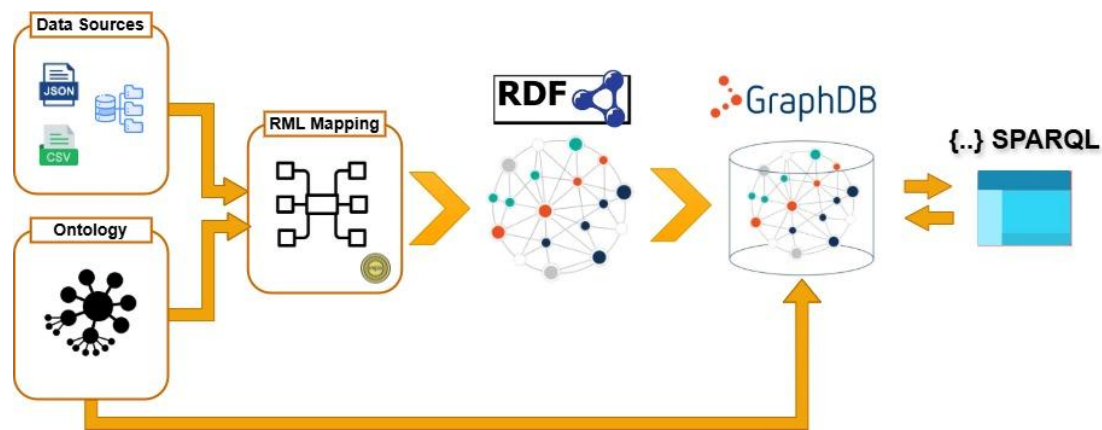 Data Sources
JSON
CSV
Ontology
RML Mapping
RDF
GraphDB
{..} SPARQL